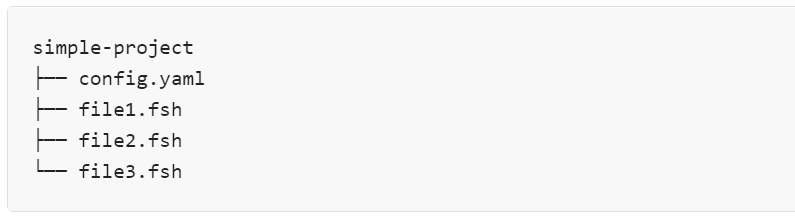 simple-project
├── config.yaml
├── file1.fsh
├── file2.fsh
└── file3.fsh